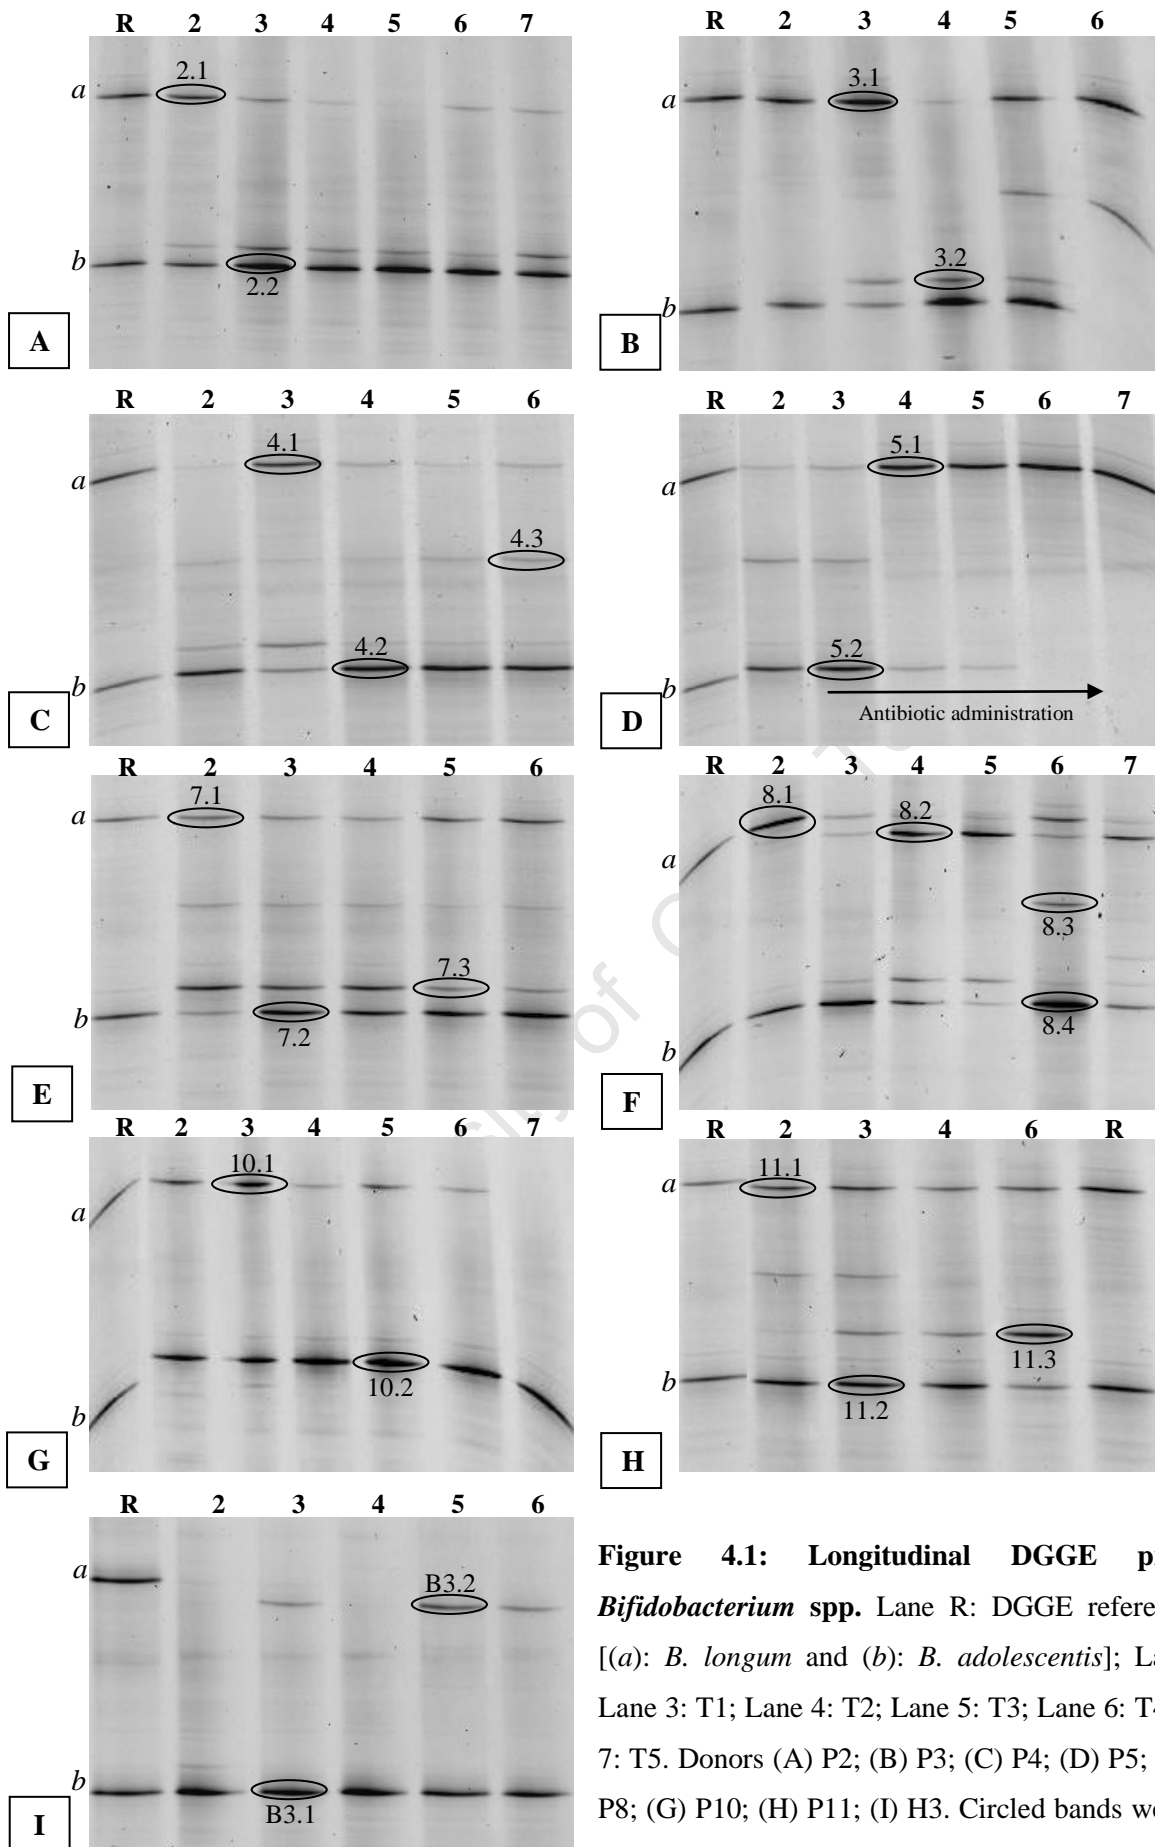 R 2 3 4 5 6 7
a
2.1
b
2.2
A
R 2 3 4 5 6
a
3.1
3.2
b
B
R 2 3 4 5 6
a
4.1
4.3
4.2
b
C
R 2 3 4 5 6 7
a
5.1
5.2
b
Antibiotic administration
D
R 2 3 4 5 6
a
7.1
7.3
b
7.2
E
R 2 3 4 5 6 7
8.1
8.2
a
8.3
8.4
b
F
R 2 3 4 5 6 7
10.1
a
10.2
b
G
R 2 3 4 6 R
a
11.1
11.3
b
11.2
H
R 2 3 4 5 6
a
B3.2
b
B3.1
I
Figure 4.1: Longitudinal DGGE
Bifidobacterium spp. Lane R: DGGE
[(a): B. longum and (b): B. adolescentis];
Lane 3: T1; Lane 4: T2; Lane 5: T3; Lane 6:
7: T5. Donors (A) P2; (B) P3; (C) P4; (D) P5;
P8; (G) P10; (H) P11; (I) H3. Circled bands